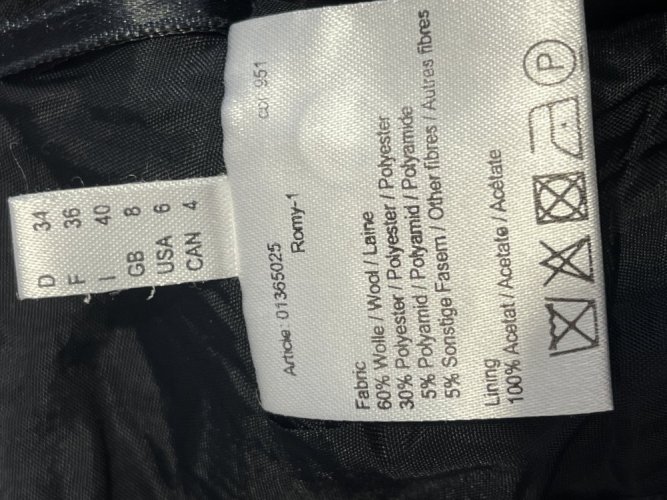 D 34
F 36
I 40
GB 8
USA 6
CAN 4
col 951
Article: 01365025
Romy-1
Fabric
60% Wolle / Wool / Laine
30% Polyester / Polyester / Polyester
5% Polyamid / Polyamid / Polyamide
5% Sonstige Fasern / Other fibres / Autres fibres
Lining
100% Acetat / Acetate / Acétate
P